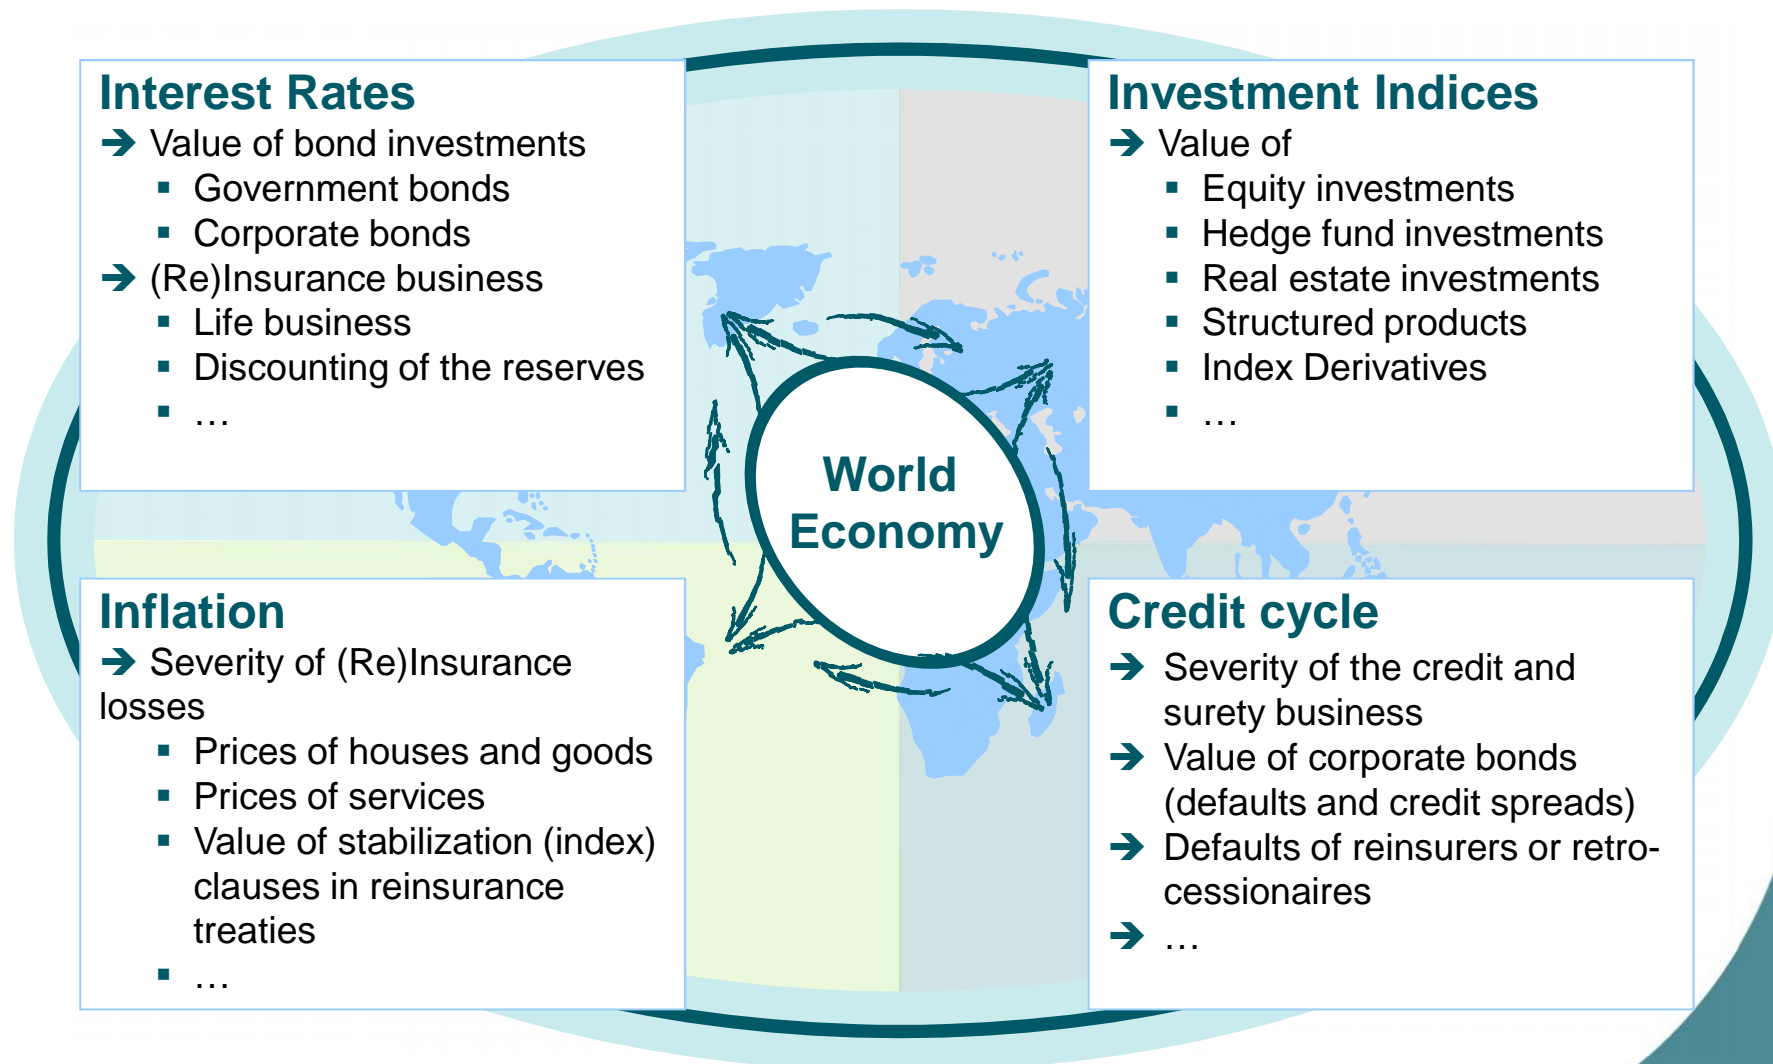 Interest Rates
➔ Value of bond investments
▪ Government bonds
▪ Corporate bonds
➔ (Re)Insurance business
▪ Life business
▪ Discounting of the reserves
▪ …
Investment Indices
➔ Value of
▪ Equity investments
▪ Hedge fund investments
▪ Real estate investments
▪ Structured products
▪ Index Derivatives
▪ …
World
Economy
Inflation
➔ Severity of (Re)Insurance
losses
▪ Prices of houses and goods
▪ Prices of services
▪ Value of stabilization (index)
clauses in reinsurance
treaties
▪ …
Credit cycle
➔ Severity of the credit and
surety business
➔ Value of corporate bonds
(defaults and credit spreads)
➔ Defaults of reinsurers or retro-
cessionaires
➔ …